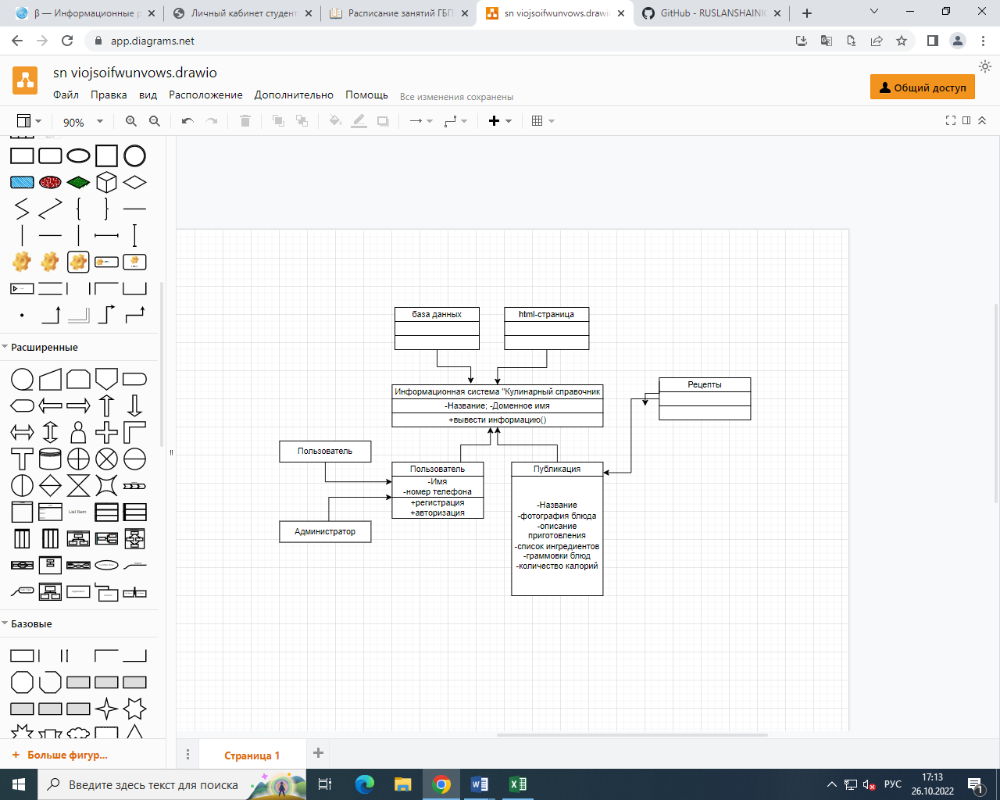 β — Информационные р
Личный кабинет студент
Расписание занятий ГБП
sn viojsoifwunvows.drawio
GitHub - RUSLANSHAINIC
app.diagrams.net
sn viojsoifwunvows.drawio
Файл Правка вид Расположение Дополнительно Помощь Все изменения сохранены
Общий доступ
90%
Расширенные
List Item
Базовые
+ Больше фигур...
база данных
html-страница
Информационная система "Кулинарный справочник
-Название; -Доменное имя
+вывести информацию()
Рецепты
Пользователь
Пользователь
-Имя
-номер телефона
+регистрация
+авторизация
Администратор
Публикация
-Название
-фотография блюда
-описание
приготовления
-список ингредиентов
-граммовки блюд
-количество калорий
Страница 1
Введите здесь текст для поиска
РУС
17:13
26.10.2022
1